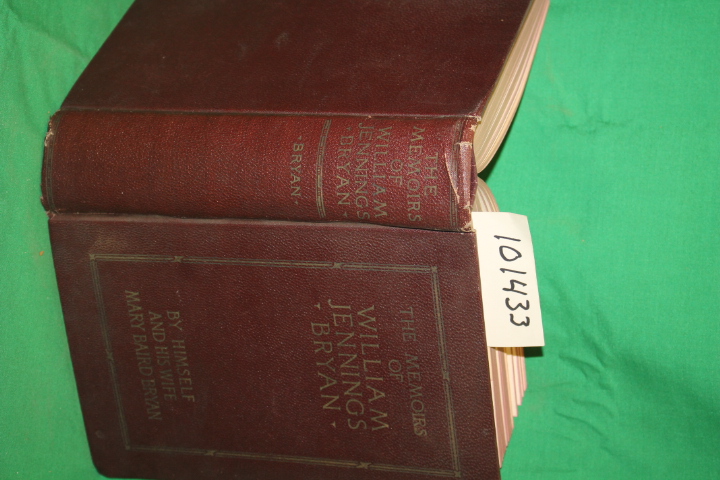 THE
MEMOIRS
OF
WILLIAM
JENNINGS
BRYAN
BRYAN
THE MEMOIRS
OF
WILLIAM
JENNINGS
BRYAN
BY HIMSELF
AND HIS WIFE
MARY BAIRD BRYAN
101433